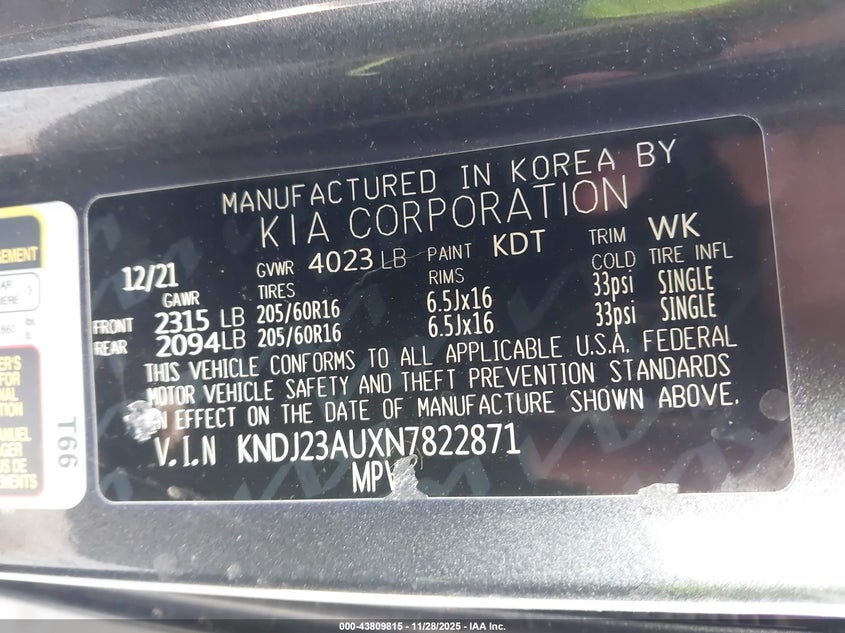 MANUFACTURED IN KOREA BY
KIA CORPORATION
12/21 GVWR 4023 LB PAINT KDT TRIM WK
GAWR TIRES RIMS COLD TIRE INFL
FRONT 2315 LB 205/60R16 6.5Jx16 33psi SINGLE
REAR 2094 LB 205/60R16 6.5Jx16 33psi SINGLE
THIS VEHICLE CONFORMS TO ALL APPLICABLE U.S.A. FEDERAL
MOTOR VEHICLE SAFETY AND THEFT PREVENTION STANDARDS
IN EFFECT ON THE DATE OF MANUFACTURE SHOWN ABOVE.
V.I.N KNDJ23AUXN7822871
MPV
T66
000-43809815 - 11/28/2025 - IAA Inc.